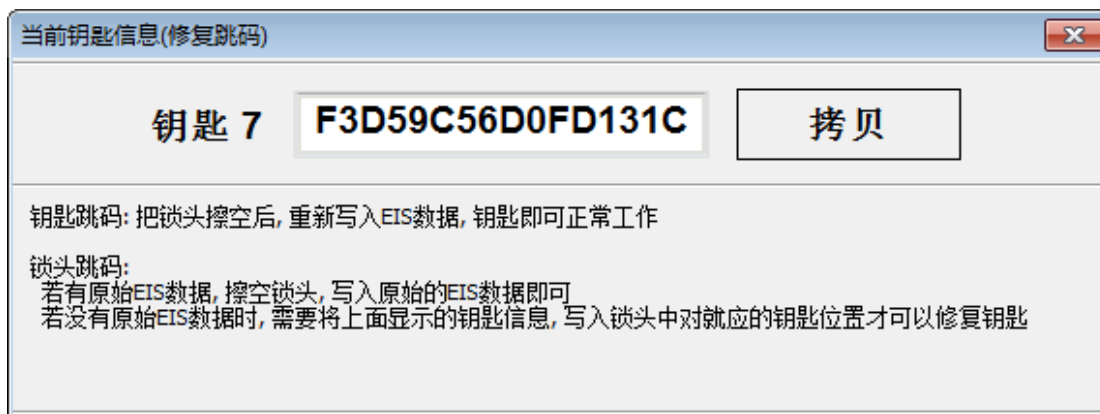 当前钥匙信息(修复跳码)
钥匙 7 F3D59C56D0FD131C 拷贝
钥匙跳码: 把锁头擦空后, 重新写入EIS数据, 钥匙即可正常工作
锁头跳码:
若有原始EIS数据, 擦空锁头, 写入原始的EIS数据即可
若没有原始EIS数据时, 需要将上面显示的钥匙信息, 写入锁头中对就应的钥匙位置才可以修复钥匙